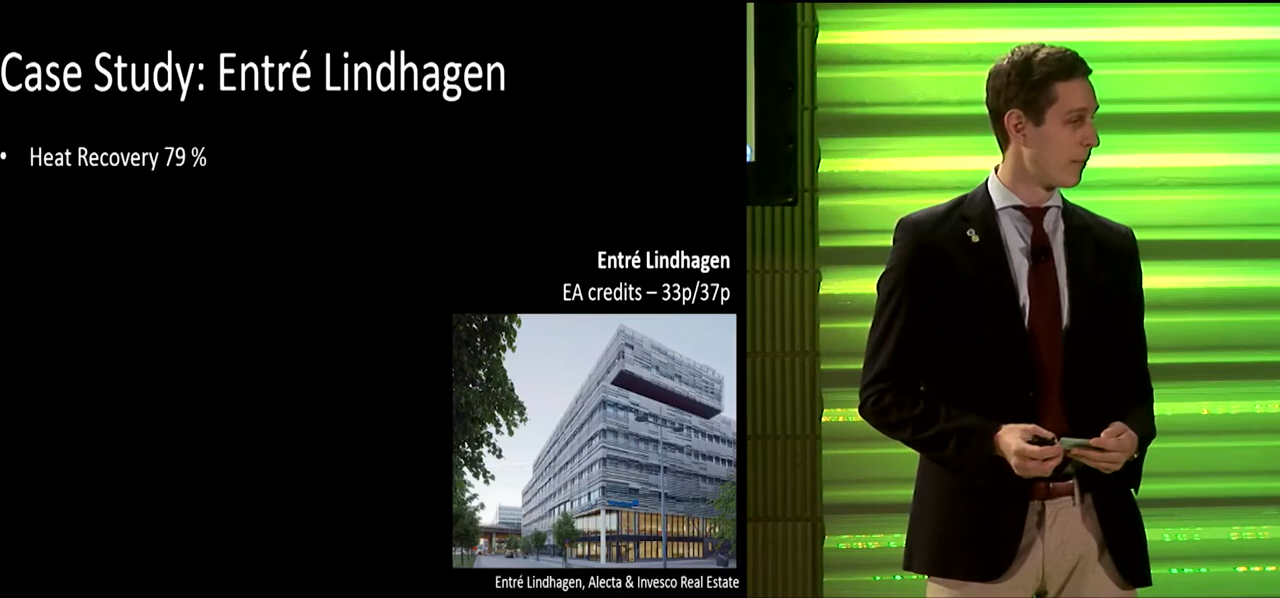 Case Study: Entré Lindhagen
• Heat Recovery 79 %
Entré Lindhagen
EA credits – 33p/37p
Entré Lindhagen, Alecta & Invesco Real Estate